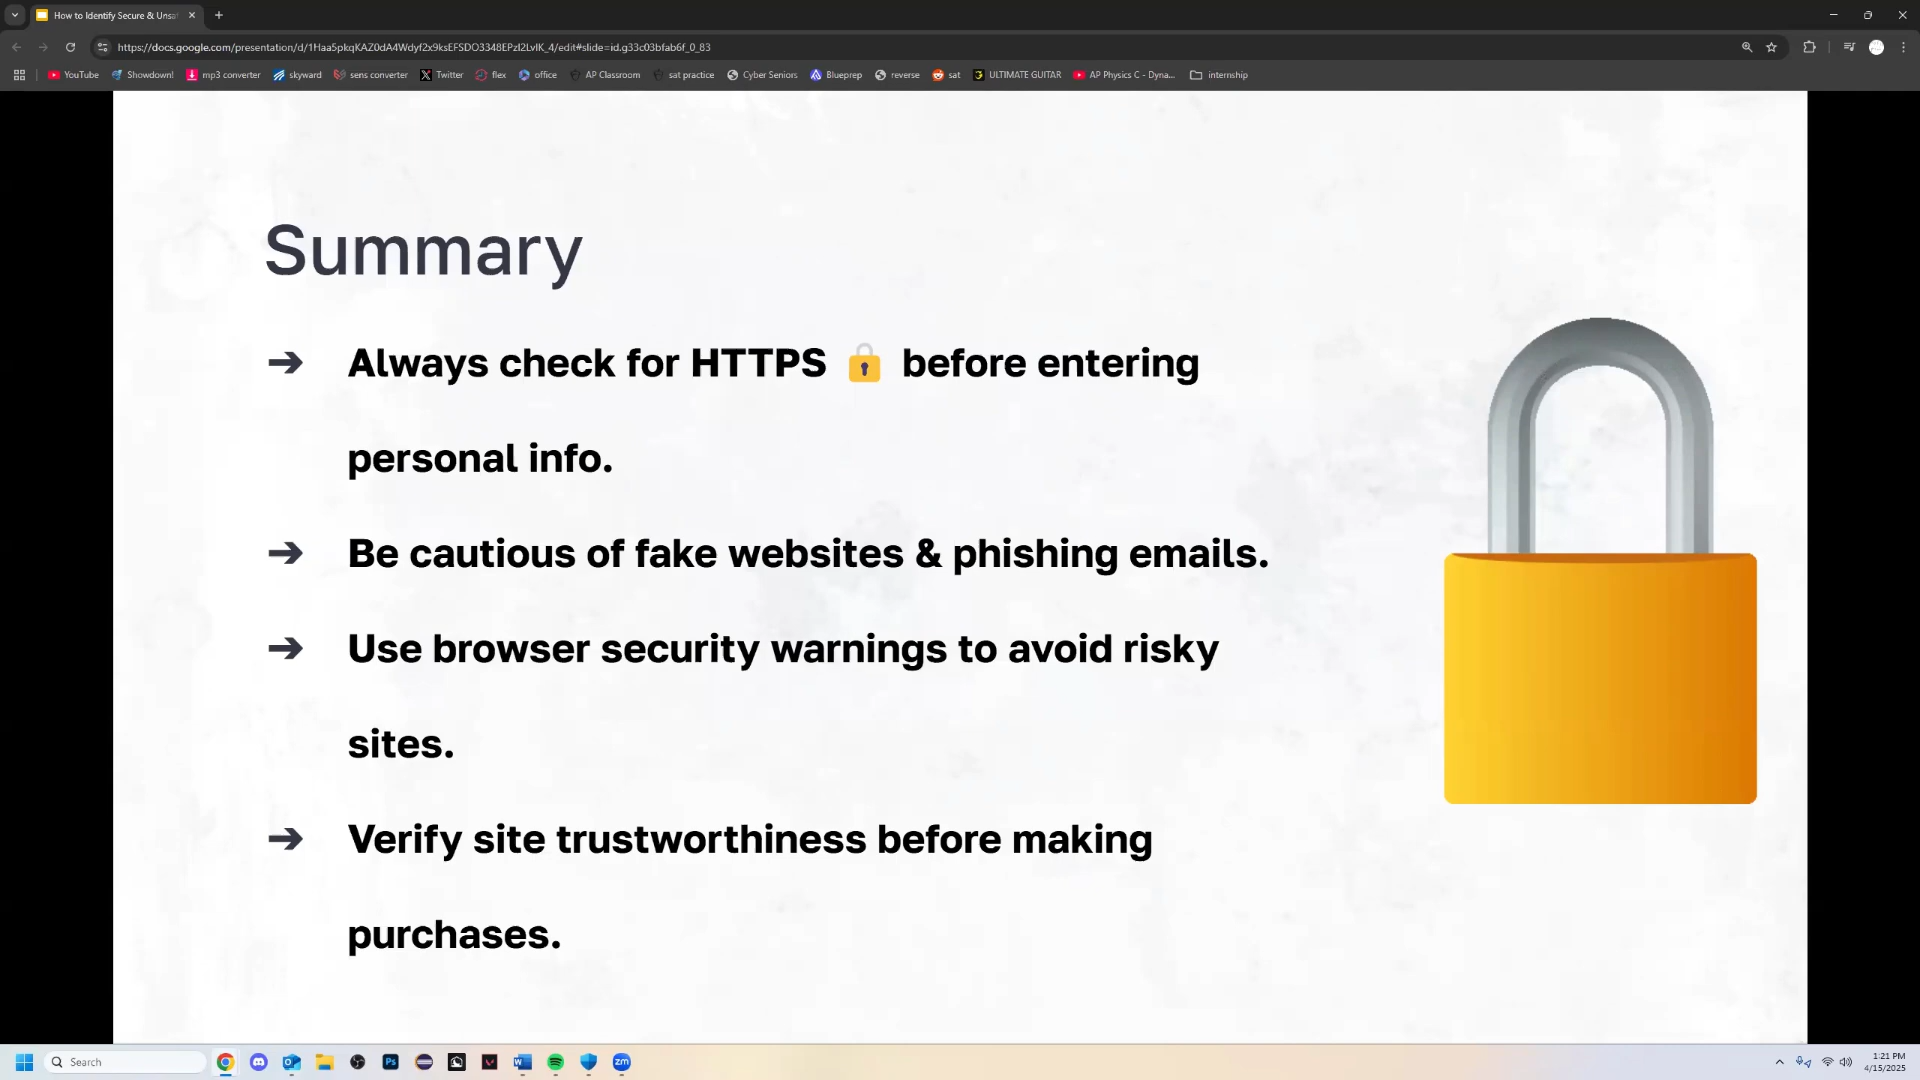 How to Identify Secure & Unsa
https://docs.google.com/presentation/d/1Haa5pkqKAZ0dA4Wdyf2x9ksEFSDO3348EPzI2LvIK_4/edit#slide=id.g33c03bfab6f_0_83
YouTube Showdown! mp3 converter skyward sens converter Twitter flex office AP Classroom sat practice Cyber Seniors Blueprep reverse sat ULTIMATE GUITAR AP Physics C - Dyna... internship
Summary
➔ Always check for HTTPS 🔒 before entering
personal info.
➔ Be cautious of fake websites & phishing emails.
➔ Use browser security warnings to avoid risky
sites.
➔ Verify site trustworthiness before making
purchases.
Search
Ps
zm
1:21 PM
4/15/2025